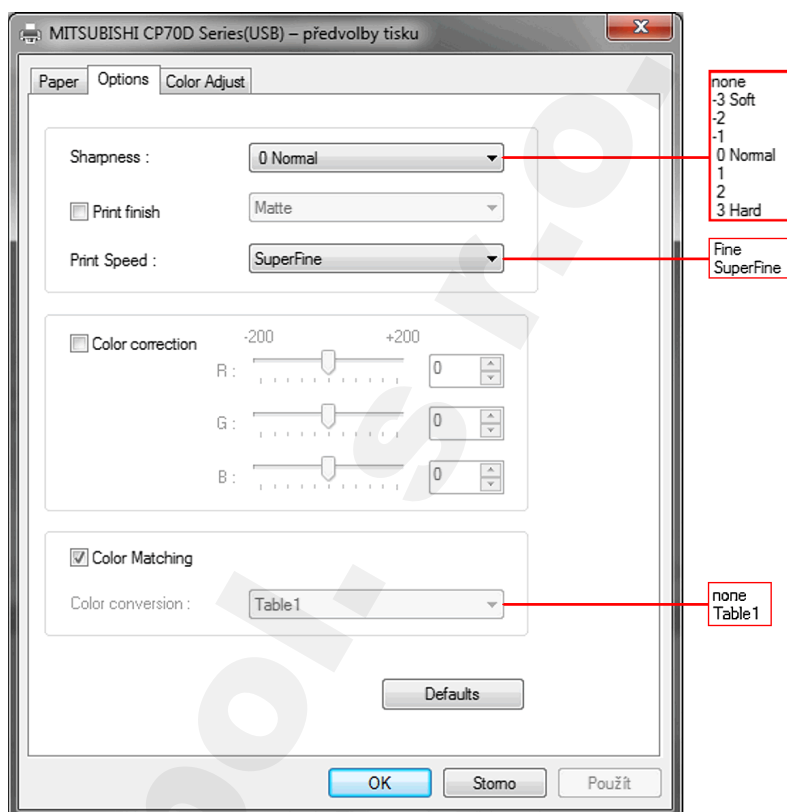 MITSUBISHI CP70D Series(USB) – předvolby tisku
Paper Options Color Adjust
Sharpness : 0 Normal
Print finish Matte
Print Speed : SuperFine
Color correction -200 +200
R : 0
G : 0
B : 0
Color Matching
Color conversion : Table1
Defaults
OK Storno Použít
none
-3 Soft
-2
-1
0 Normal
1
2
3 Hard
Fine
SuperFine
none
Table1
ool. s r.o.